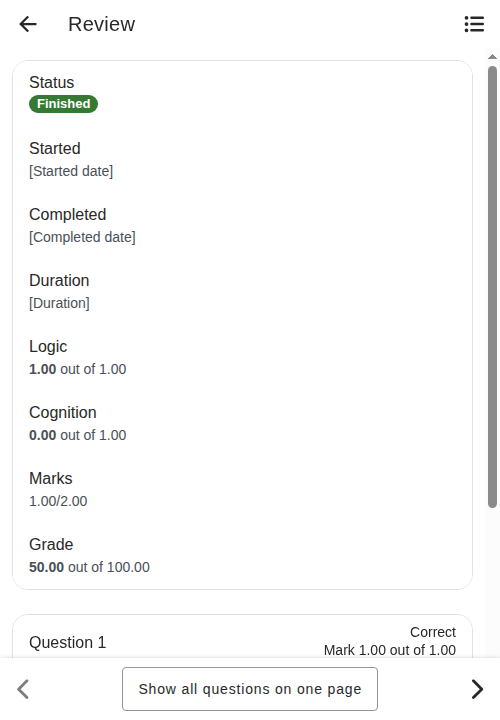 Review
Status
Finished
Started
[Started date]
Completed
[Completed date]
Duration
[Duration]
Logic
1.00 out of 1.00
Cognition
0.00 out of 1.00
Marks
1.00/2.00
Grade
50.00 out of 100.00
Question 1
Correct
Mark 1.00 out of 1.00
Show all questions on one page